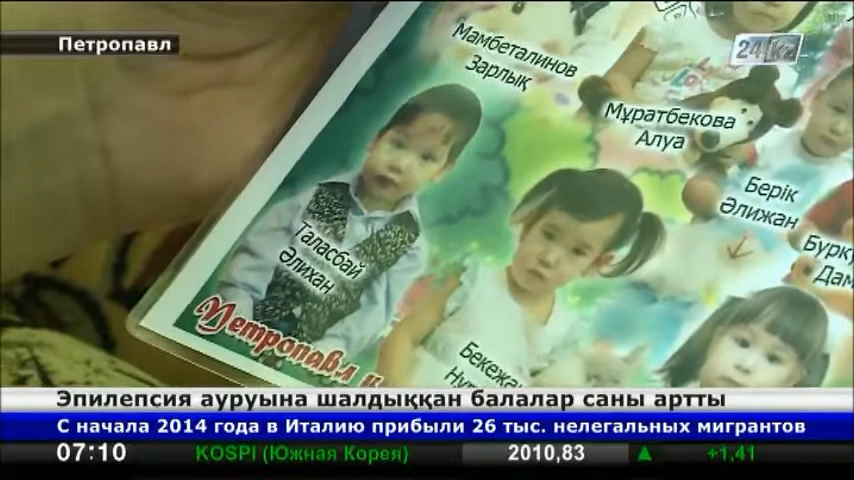 Петропавл
24.kz
Мамбеталинов
Зарлық
Мұратбекова
Алуа
Берік
Әлижан
Таласбай
Әлихан
Петропавл
Эпилепсия ауруына шалдыққан балалар саны артты
С начала 2014 года в Италию прибыли 26 тыс. нелегальных мигрантов
07:10 KOSPI (Южная Корея) 2010,83 ▲ +1,41